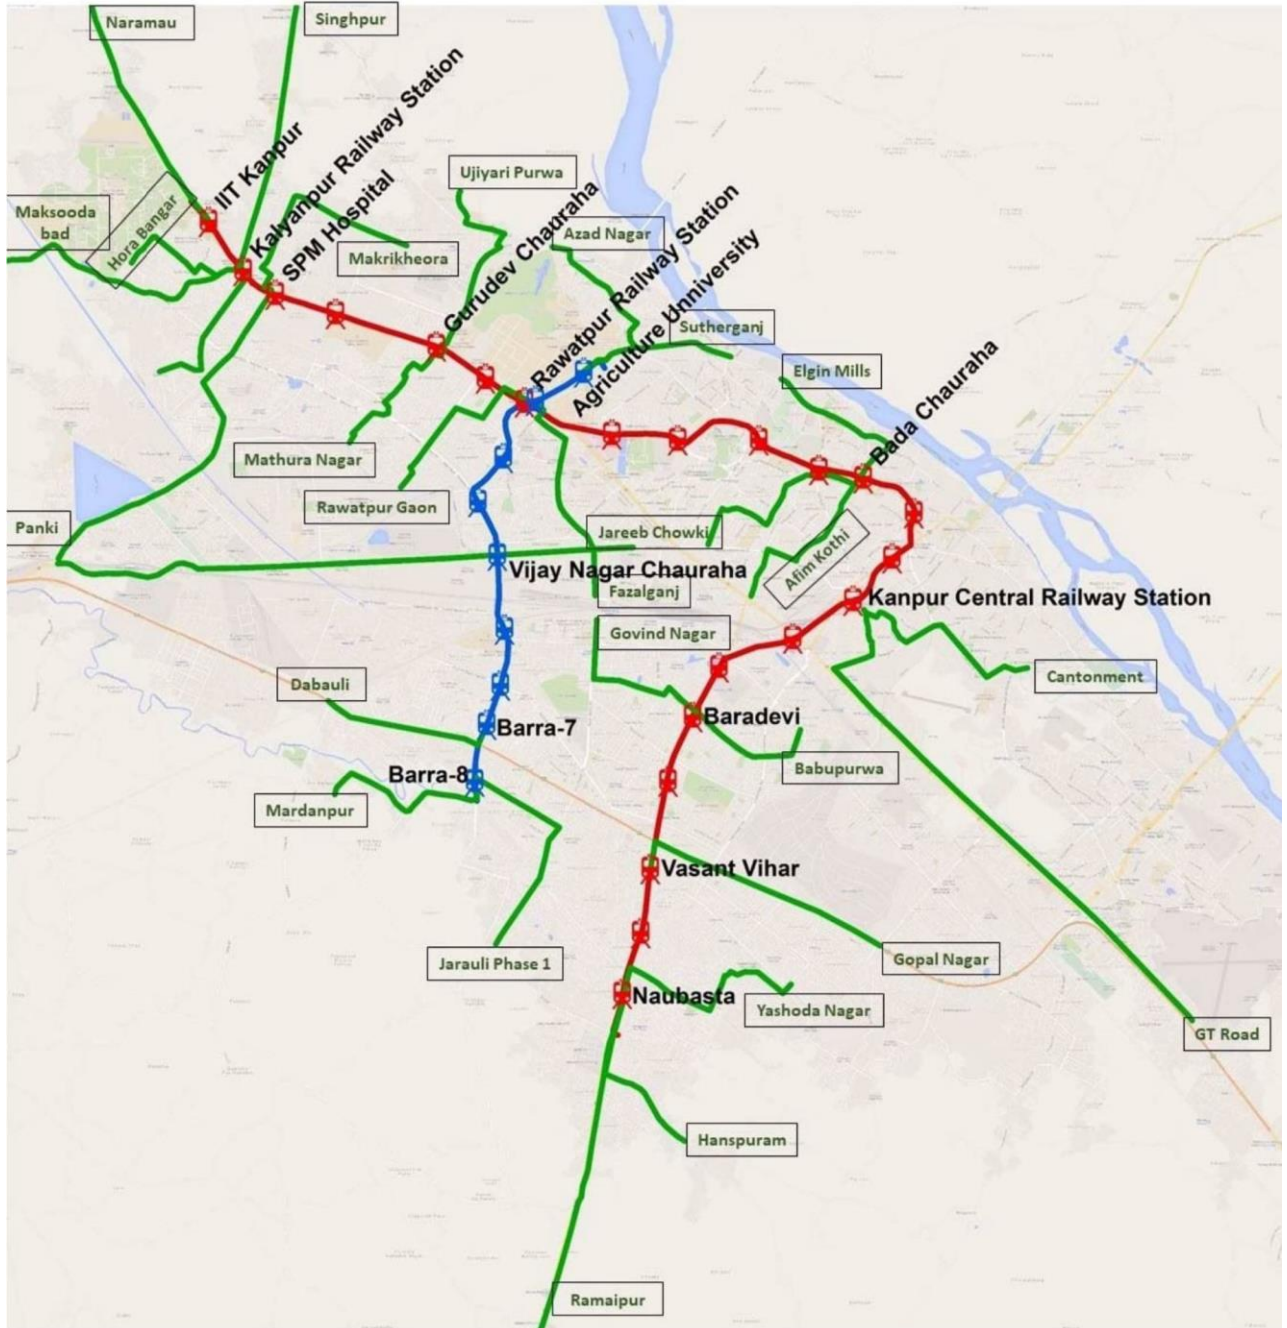 Naramau
Singhpur
IIT Kanpur
Kalyanpur Railway Station
SPM Hospital
Maksooda
bad
Hora Bangar
Makrikheora
Ujiyari Purwa
Gurudev Chauraha
Azad Nagar
Rawatpur Railway Station
Agriculture Unniversity
Sutherganj
Elgin Mills
Bada Chauraha
Mathura Nagar
Rawatpur Gaon
Panki
Jareeb Chowki
Afim Kothi
Vijay Nagar Chauraha
Fazalganj
Kanpur Central Railway Station
Govind Nagar
Cantonment
Dabauli
Barra-7
Baradevi
Babupurwa
Barra-8
Mardanpur
Vasant Vihar
Jarauli Phase 1
Gopal Nagar
Naubasta
Yashoda Nagar
GT Road
Hanspuram
Ramaipur